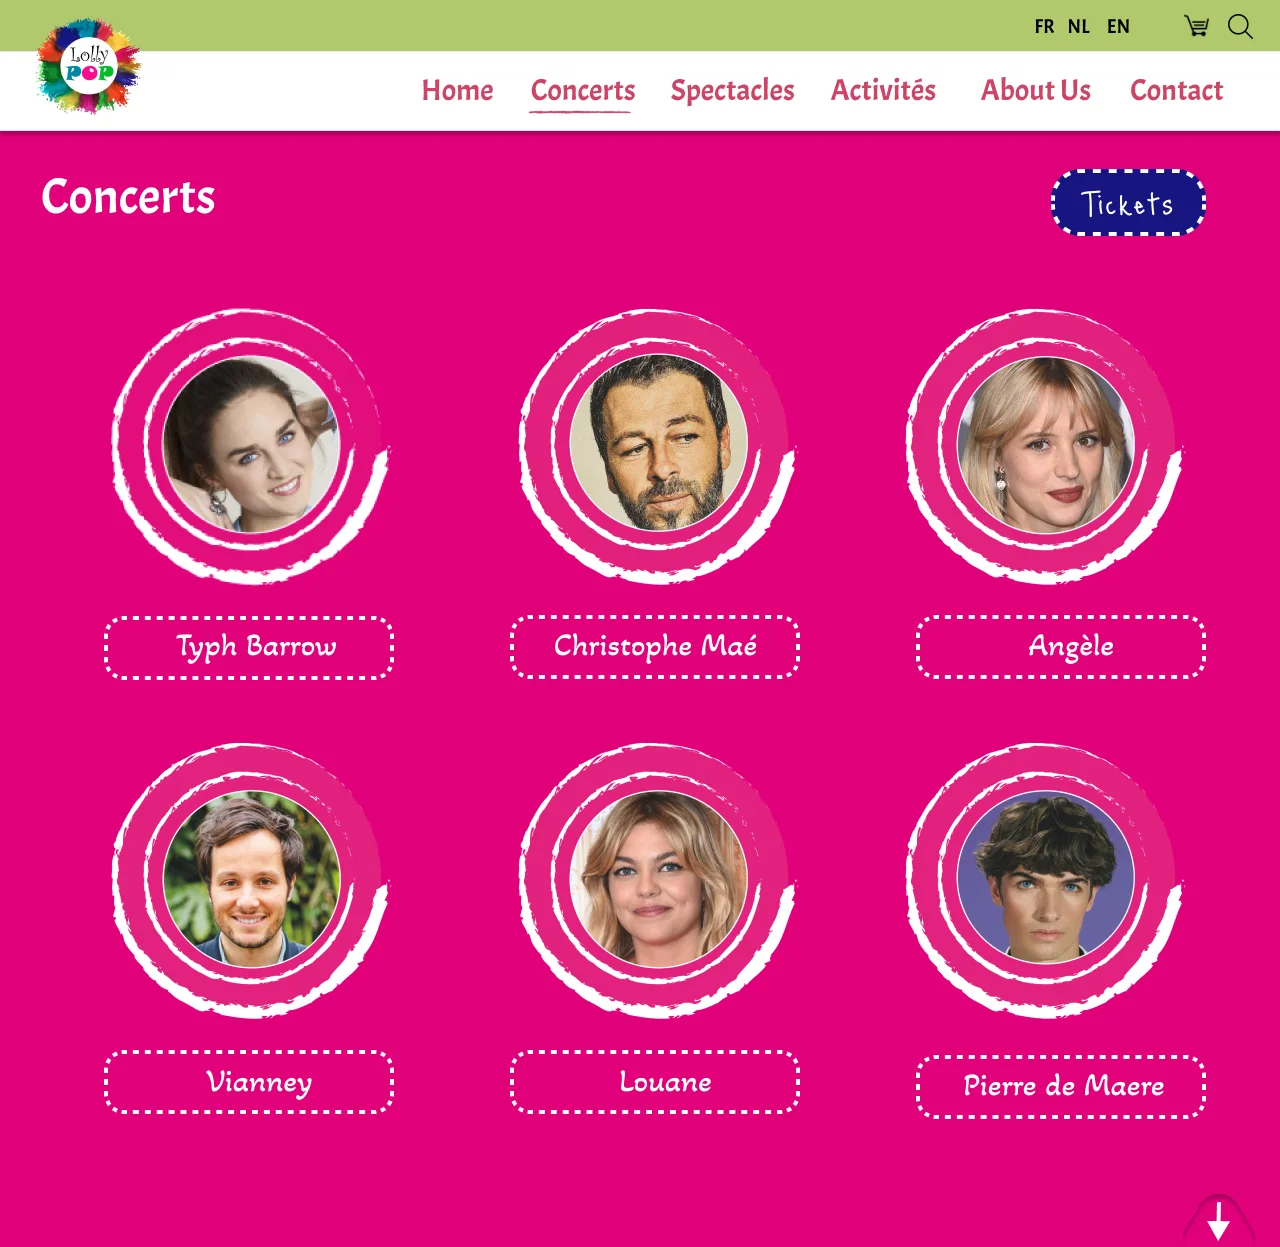 FR NL EN
Lolly
POP
Home Concerts Spectacles Activités About Us Contact
Concerts
Tickets
Typh Barrow
Christophe Maé
Angèle
Vianney
Louane
Pierre de Maere